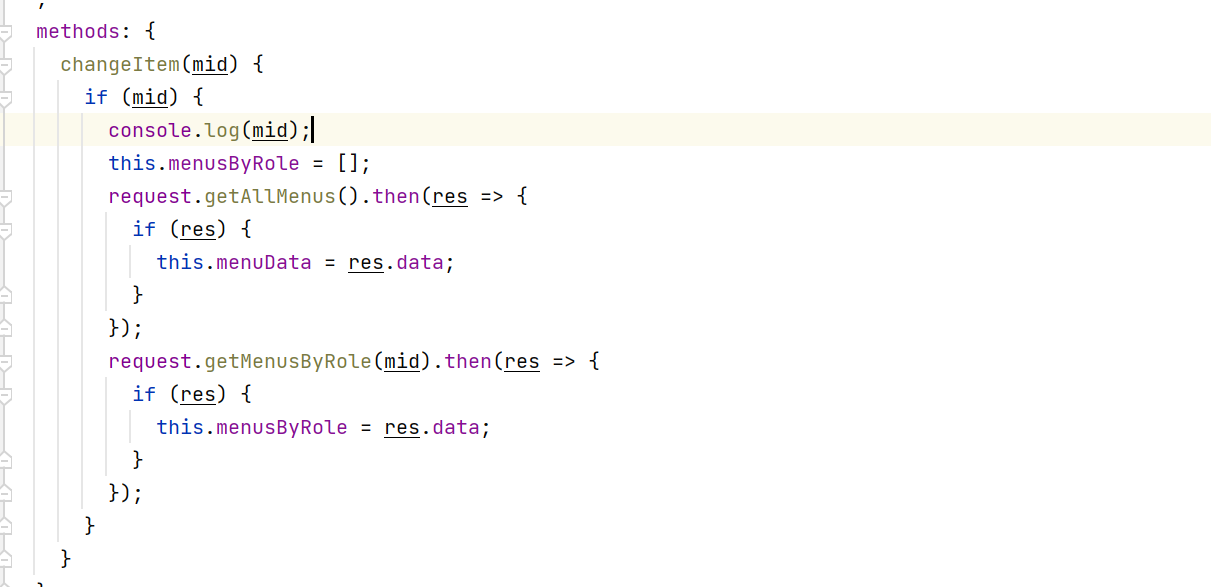 methods: {
changeItem(mid) {
if (mid) {
console.log(mid);
this.menusByRole = [];
request.getAllMenus().then(res => {
if (res) {
this.menuData = res.data;
}
});
request.getMenusByRole(mid).then(res => {
if (res) {
this.menusByRole = res.data;
}
});
}
}